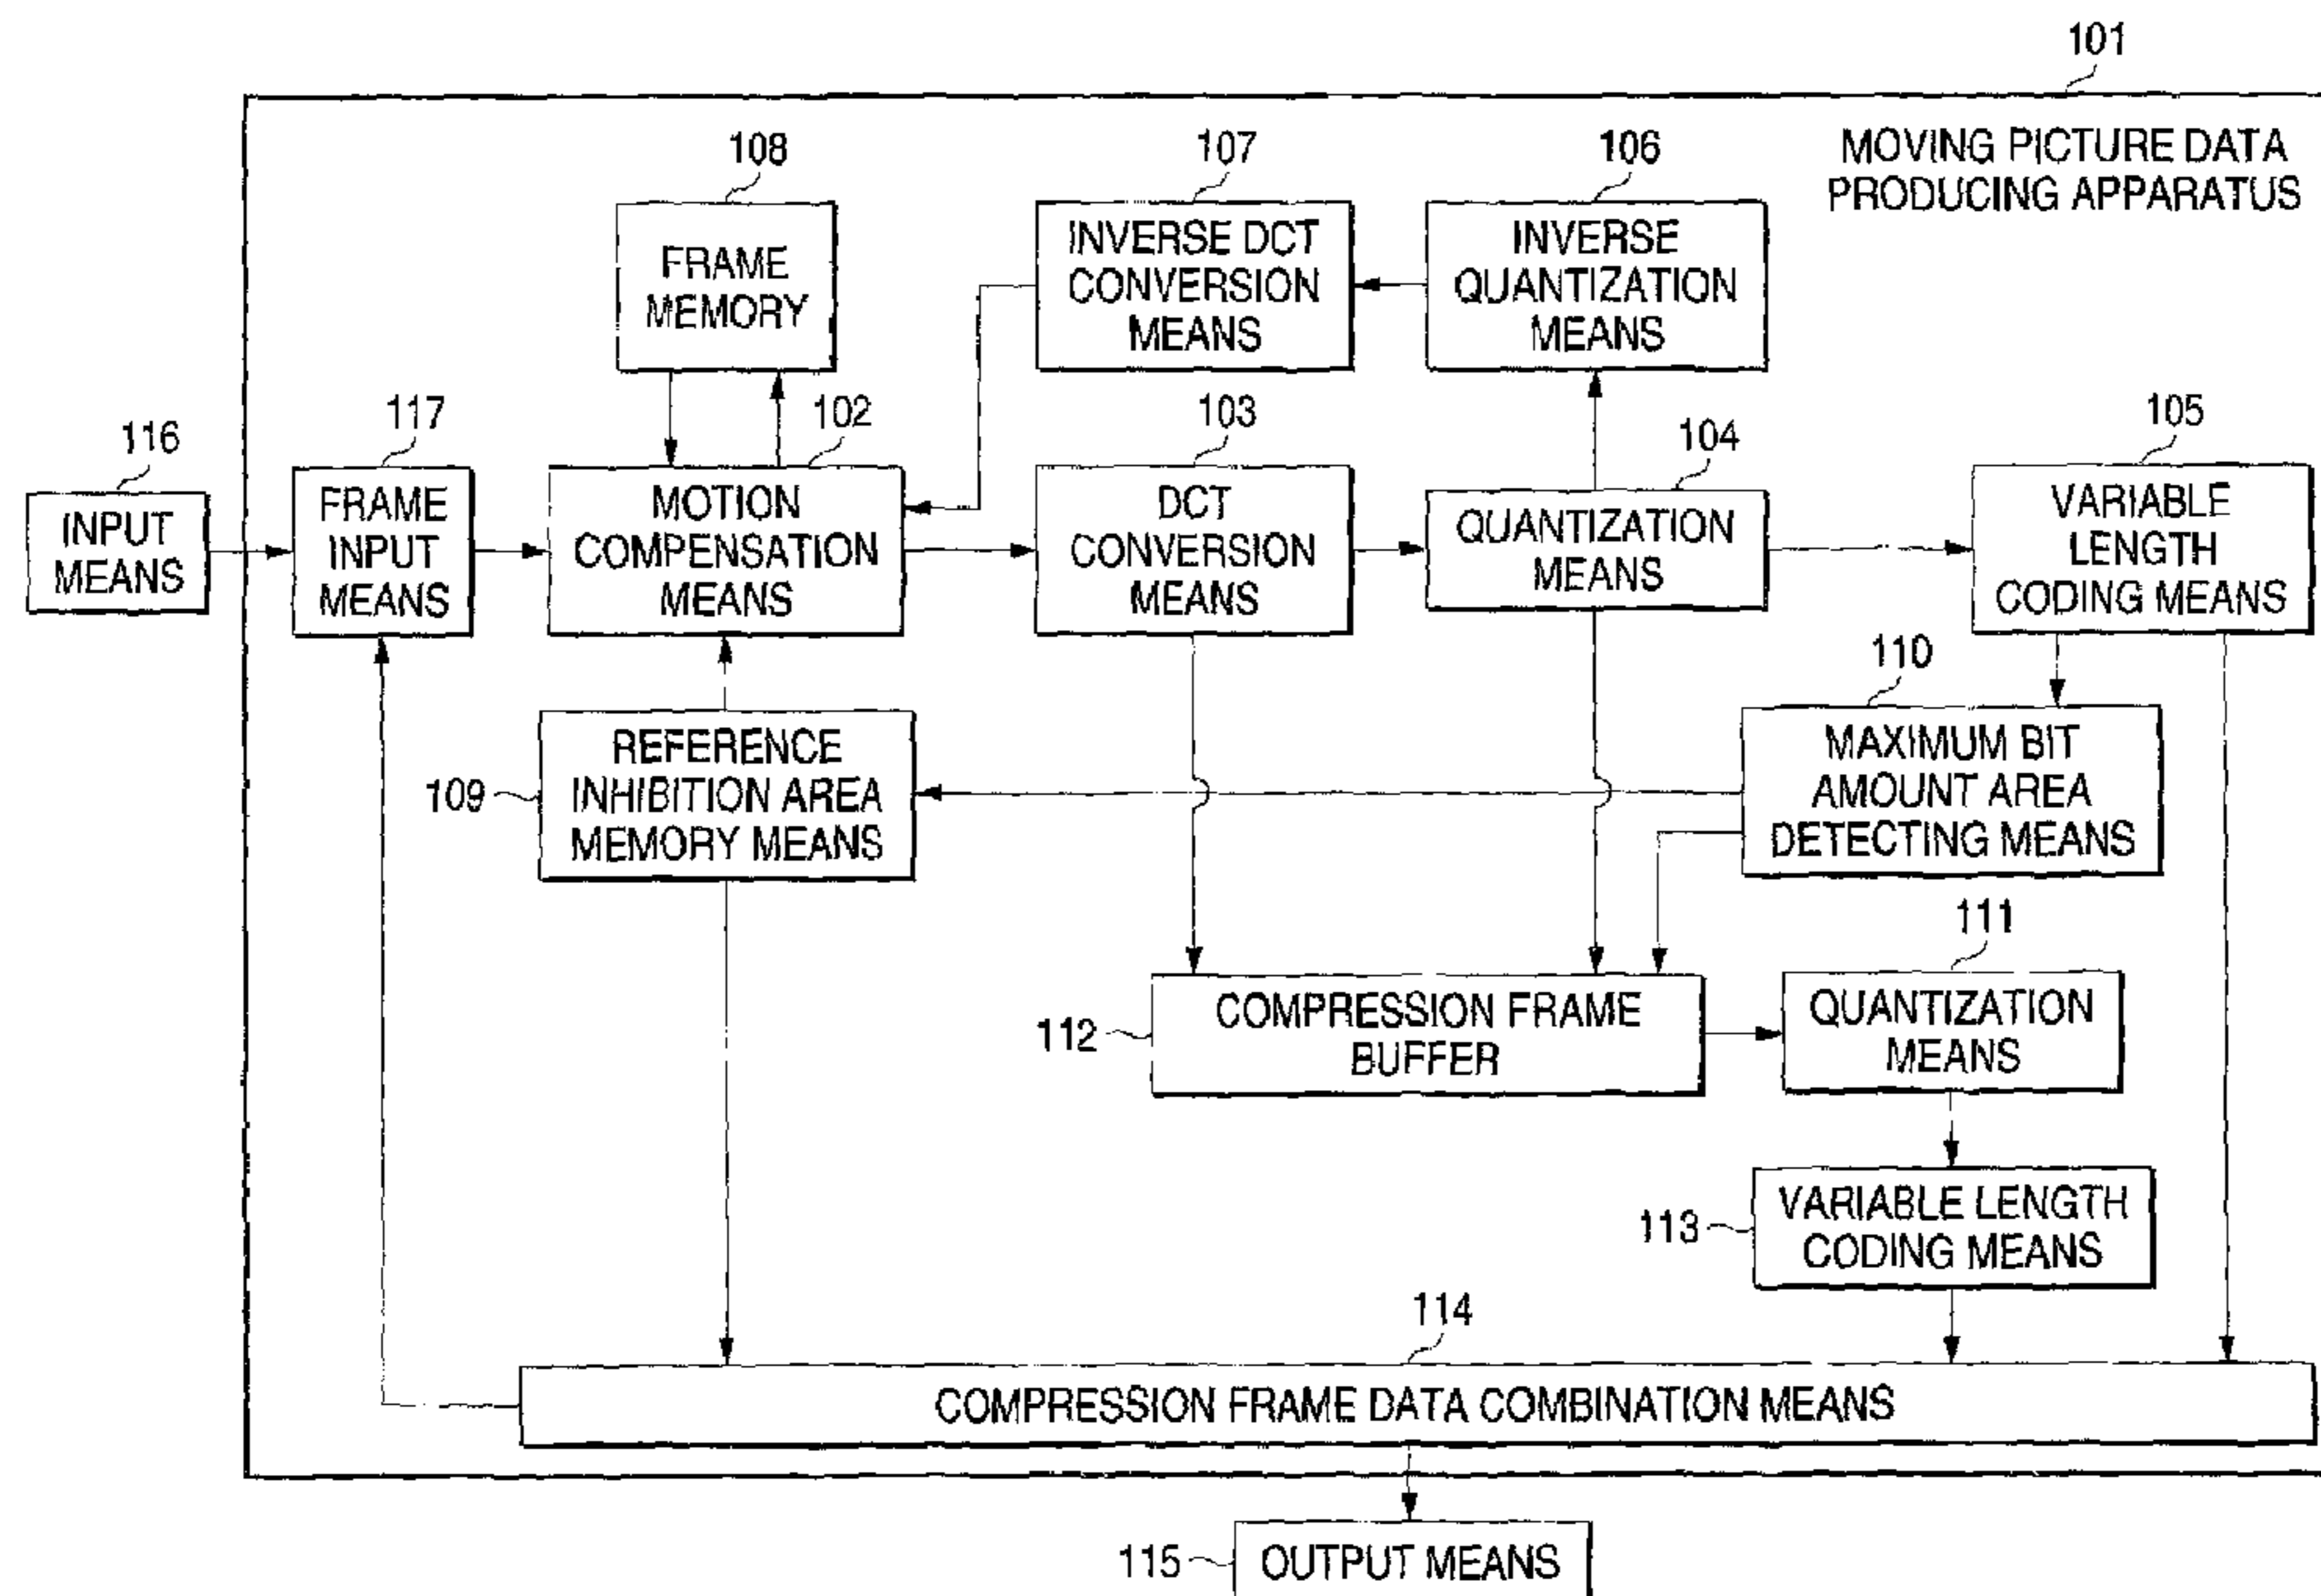 101
MOVING PICTURE DATA
PRODUCING APPARATUS
108
FRAME
MEMORY
107
INVERSE DCT
CONVERSION
MEANS
106
INVERSE
QUANTIZATION
MEANS
116
INPUT
MEANS
117
FRAME
INPUT
MEANS
102
MOTION
COMPENSATION
MEANS
103
DCT
CONVERSION
MEANS
104
QUANTIZATION
MEANS
105
VARIABLE
LENGTH
CODING MEANS
109
REFERENCE
INHIBITION AREA
MEMORY MEANS
110
MAXIMUM BIT
AMOUNT AREA
DETECTING MEANS
112
COMPRESSION FRAME
BUFFER
111
QUANTIZATION
MEANS
113
VARIABLE LENGTH
CODING MEANS
114
COMPRESSION FRAME DATA COMBINATION MEANS
115
OUTPUT MEANS